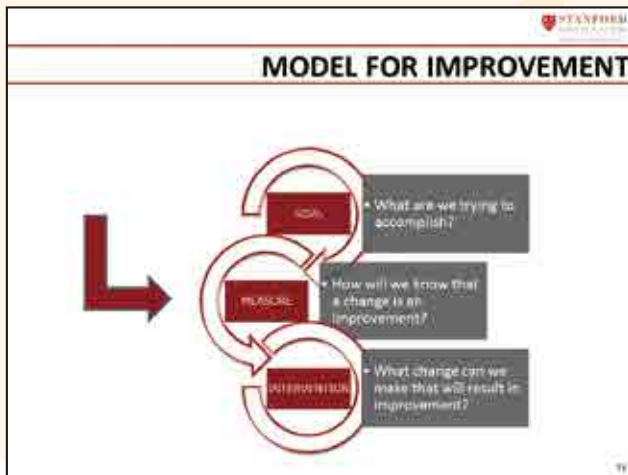 STANFORD
MODEL FOR IMPROVEMENT
GOAL
• What are we trying to
accomplish?
MEASURE
• How will we know that
a change is an
improvement?
INTERVENTION
• What change can we
make that will result in
improvement?